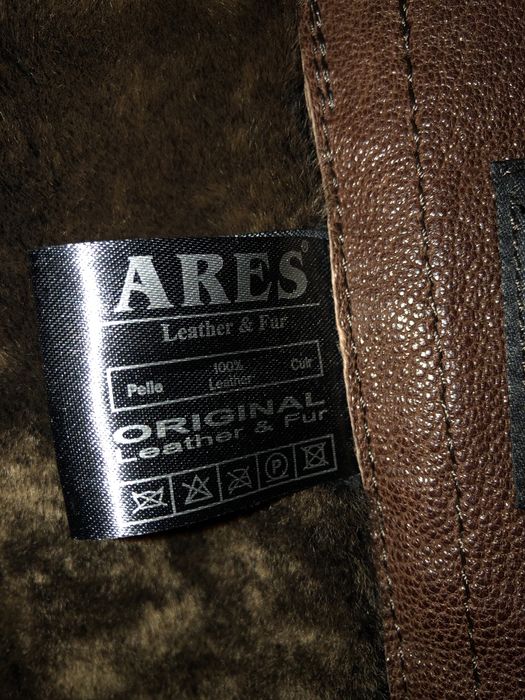 ARES®
Leather & Fur
Pelle 100% Leather Cuir
ORIGINAL
Leather & Fur
P